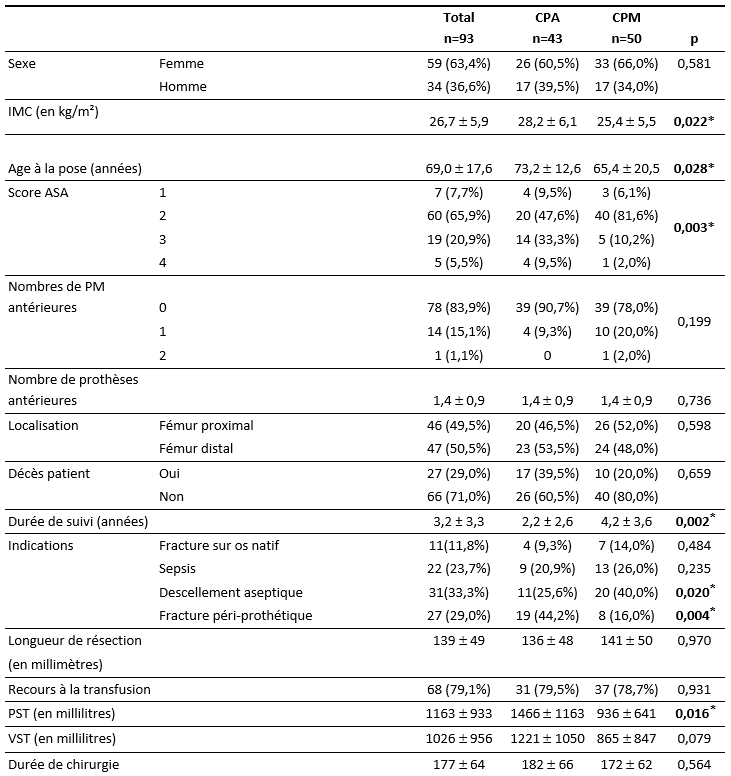 Total CPA CPM
n=93 n=43 n=50 p
Sexe Femme 59 (63,4%) 26 (60,5%) 33 (66,0%) 0,581
Homme 34 (36,6%) 17 (39,5%) 17 (34,0%)
IMC (en kg/m²)
26,7 ± 5,9 28,2 ± 6,1 25,4 ± 5,5 0,022*
Age à la pose (années) 69,0 ± 17,6 73,2 ± 12,6 65,4 ± 20,5 0,028*
Score ASA 1 7 (7,7%) 4 (9,5%) 3 (6,1%)
2 60 (65,9%) 20 (47,6%) 40 (81,6%)
0,003*
3 19 (20,9%) 14 (33,3%) 5 (10,2%)
4 5 (5,5%) 4 (9,5%) 1 (2,0%)
Nombres de PM
antérieures 0 78 (83,9%) 39 (90,7%) 39 (78,0%)
0,199
1 14 (15,1%) 4 (9,3%) 10 (20,0%)
2 1 (1,1%) 0 1 (2,0%)
Nombre de prothèses
antérieures 1,4 ± 0,9 1,4 ± 0,9 1,4 ± 0,9 0,736
Localisation Fémur proximal 46 (49,5%) 20 (46,5%) 26 (52,0%) 0,598
Fémur distal 47 (50,5%) 23 (53,5%) 24 (48,0%)
Décès patient Oui 27 (29,0%) 17 (39,5%) 10 (20,0%) 0,659
Non 66 (71,0%) 26 (60,5%) 40 (80,0%)
Durée de suivi (années) 3,2 ± 3,3 2,2 ± 2,6 4,2 ± 3,6 0,002*
Indications Fracture sur os natif 11(11,8%) 4 (9,3%) 7 (14,0%) 0,484
Sepsis 22 (23,7%) 9 (20,9%) 13 (26,0%) 0,235
Descellement aseptique 31(33,3%) 11(25,6%) 20 (40,0%) 0,020*
Fracture péri-prothétique 27 (29,0%) 19 (44,2%) 8 (16,0%) 0,004*
Longueur de résection 139 ± 49 136 ± 48 141 ± 50 0,970
(en millimètres)
Recours à la transfusion 68 (79,1%) 31 (79,5%) 37 (78,7%) 0,931
PST (en millilitres) 1163 ± 933 1466 ± 1163 936 ± 641 0,016*
VST (en millilitres) 1026 ± 956 1221 ± 1050 865 ± 847 0,079
Durée de chirurgie 177 ± 64 182 ± 66 172 ± 62 0,564